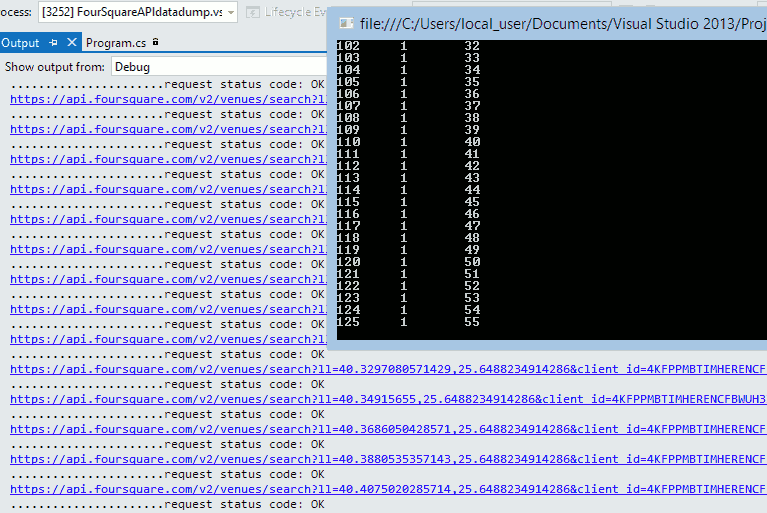 rocess: [3252] FourSquareAPIdatadump.vs Lifecycle Eve
Output Program.cs
Show output from: Debug
......................request status code: OK
https://api.foursquare.com/v2/venues/search?ll
......................request status code: OK
https://api.foursquare.com/v2/venues/search?ll
......................request status code: OK
https://api.foursquare.com/v2/venues/search?ll
......................request status code: OK
https://api.foursquare.com/v2/venues/search?ll
......................request status code: OK
https://api.foursquare.com/v2/venues/search?ll
......................request status code: OK
https://api.foursquare.com/v2/venues/search?ll
......................request status code: OK
https://api.foursquare.com/v2/venues/search?ll
......................request status code: OK
https://api.foursquare.com/v2/venues/search?ll
......................request status code: OK
https://api.foursquare.com/v2/venues/search?ll
......................request status code: OK
https://api.foursquare.com/v2/venues/search?ll=40.3297080571429,25.6488234914286&client_id=4KFPPMBTIMHERENCF
......................request status code: OK
https://api.foursquare.com/v2/venues/search?ll=40.34915655,25.6488234914286&client_id=4KFPPMBTIMHERENCFBWUH3
......................request status code: OK
https://api.foursquare.com/v2/venues/search?ll=40.3686050428571,25.6488234914286&client_id=4KFPPMBTIMHERENCF
......................request status code: OK
https://api.foursquare.com/v2/venues/search?ll=40.3880535357143,25.6488234914286&client_id=4KFPPMBTIMHERENCF
......................request status code: OK
https://api.foursquare.com/v2/venues/search?ll=40.4075020285714,25.6488234914286&client_id=4KFPPMBTIMHERENCF
......................request status code: OK
file:///C:/Users/local_user/Documents/Visual Studio 2013/Proj
102 1 32
103 1 33
104 1 34
105 1 35
106 1 36
107 1 37
108 1 38
109 1 39
110 1 40
111 1 41
112 1 42
113 1 43
114 1 44
115 1 45
116 1 46
117 1 47
118 1 48
119 1 49
120 1 50
121 1 51
122 1 52
123 1 53
124 1 54
125 1 55